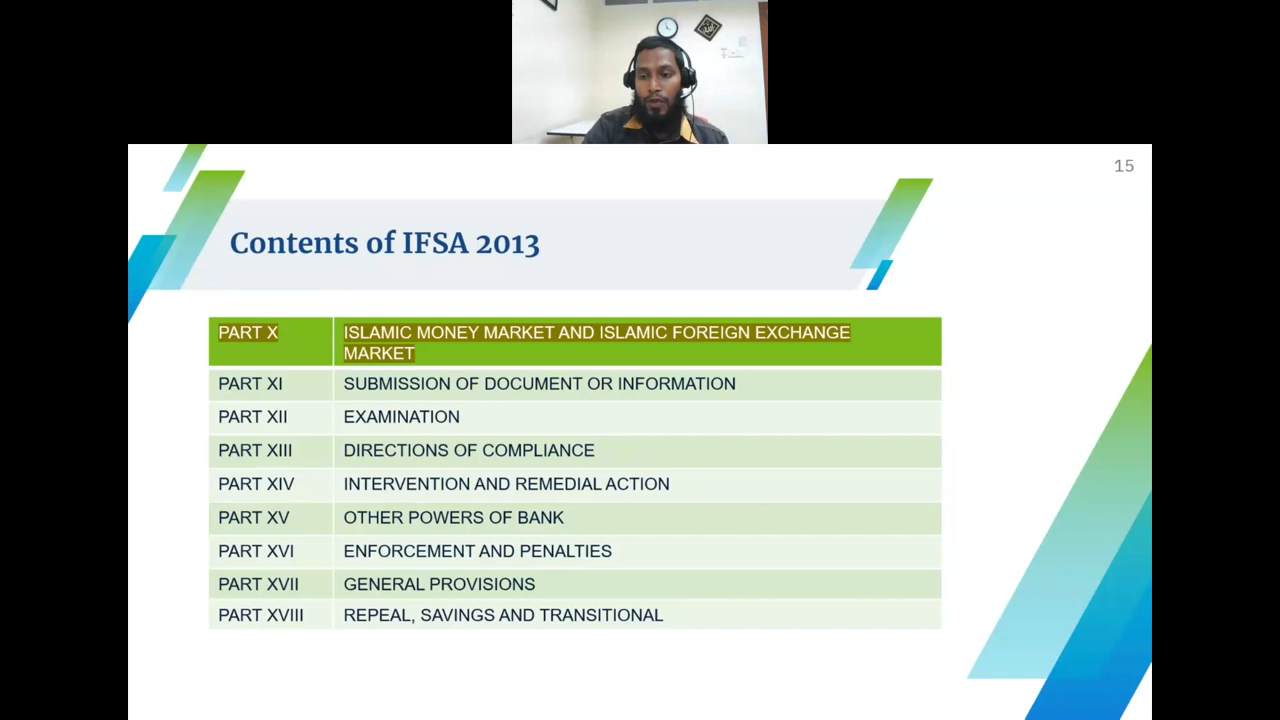 15
Contents of IFSA 2013
PART X ISLAMIC MONEY MARKET AND ISLAMIC FOREIGN EXCHANGE
MARKET
PART XI SUBMISSION OF DOCUMENT OR INFORMATION
PART XII EXAMINATION
PART XIII DIRECTIONS OF COMPLIANCE
PART XIV INTERVENTION AND REMEDIAL ACTION
PART XV OTHER POWERS OF BANK
PART XVI ENFORCEMENT AND PENALTIES
PART XVII GENERAL PROVISIONS
PART XVIII REPEAL, SAVINGS AND TRANSITIONAL